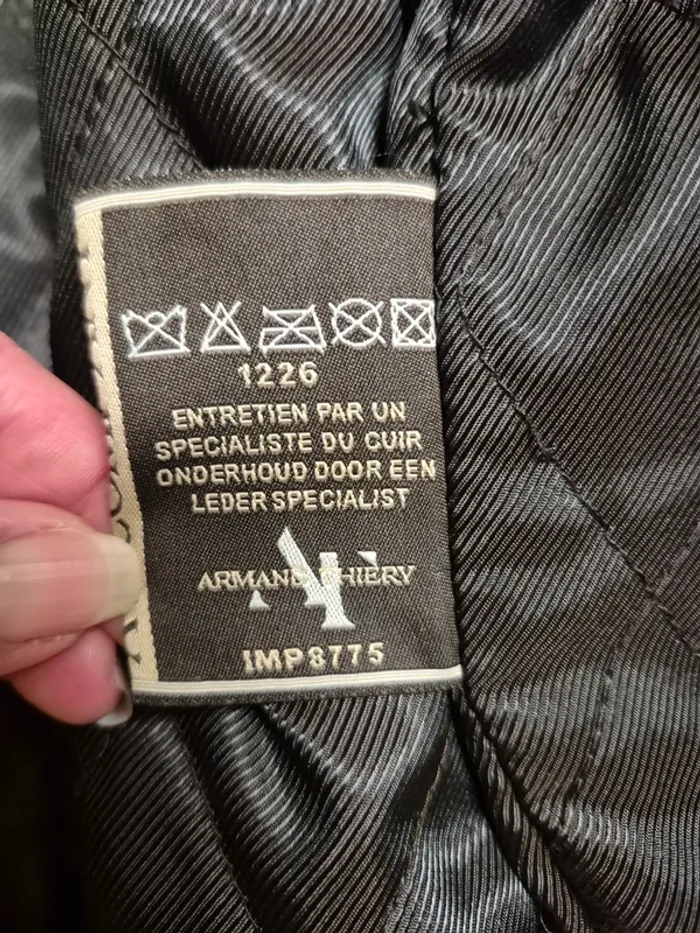 1226
ENTRETIEN PAR UN
SPECIALISTE DU CUIR
ONDERHOUD DOOR EEN
LEDER SPECIALIST
ARMAND THIERY
IMP8775